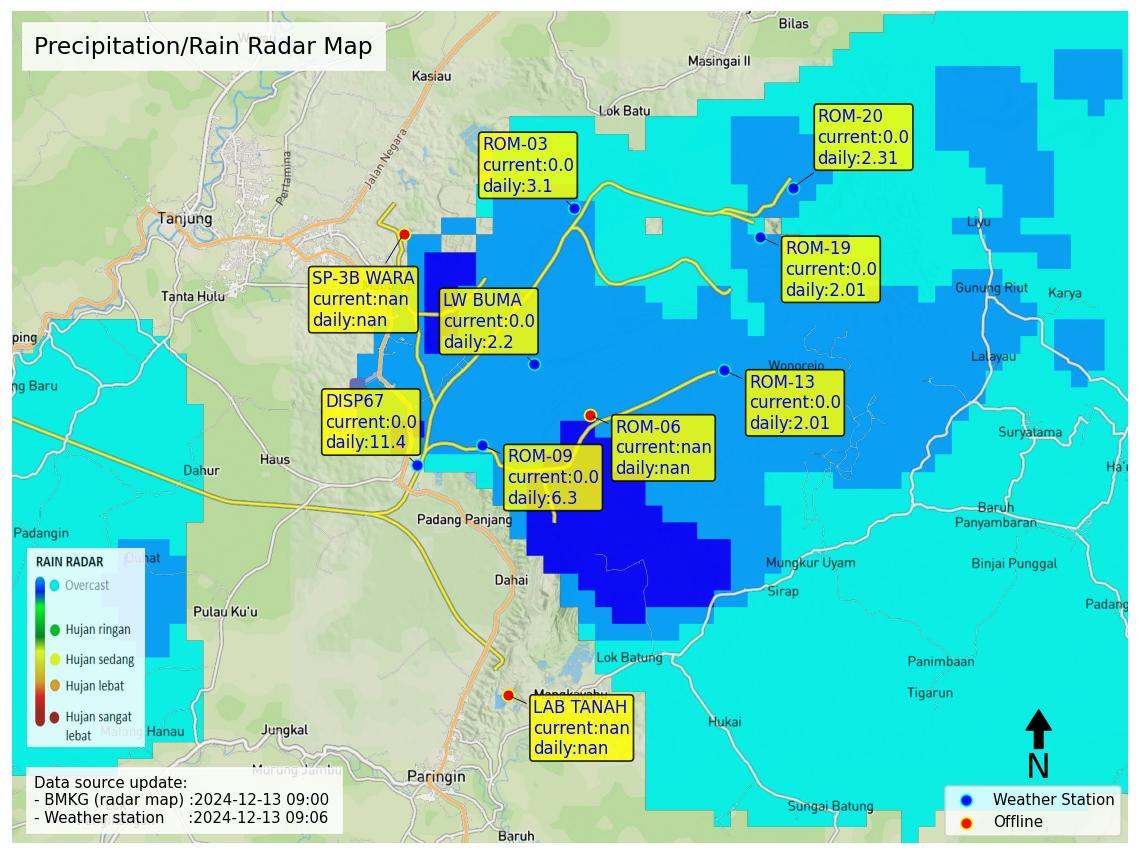 Precipitation/Rain Radar Map
Bilas
Masingai II
Kasiau
Lok Batu
Pertamina
Jalan Negara
Tanjung
Tanta Hulu
ROM-03
current:0.0
daily:3.1
ROM-20
current:0.0
daily:2.31
ROM-19
current:0.0
daily:2.01
Liyu
Gunung Riut
Karya
SP-3B WARA
current:nan
daily:nan
LW BUMA
current:0.0
daily:2.2
ping
ng Baru
Lalayau
Wonorejo
ROM-13
current:0.0
daily:2.01
DISP67
current:0.0
daily:11.4
ROM-06
current:nan
daily:nan
ROM-09
current:0.0
daily:6.3
Suryatama
Ha'u
Dahur
Haus
Padang Panjang
Baruh
Panyambaran
Padangin
Mungkur Uyam
Binjai Punggal
Dahai
Sirap
Padang
Pulau Ku'u
RAIN RADAR
Overcast
Hujan ringan
Hujan sedang
Hujan lebat
Hujan sangat
lebat
Lok Batung
Panimbaan
Tigarun
Mangkayahu
LAB TANAH
current:nan
daily:nan
Hukai
Matang Hanau
Jungkal
Murung Jambu
Paringin
Sungai Batung
Baruh
N
Data source update:
- BMKG (radar map) :2024-12-13 09:00
- Weather station :2024-12-13 09:06
Weather Station
Offline